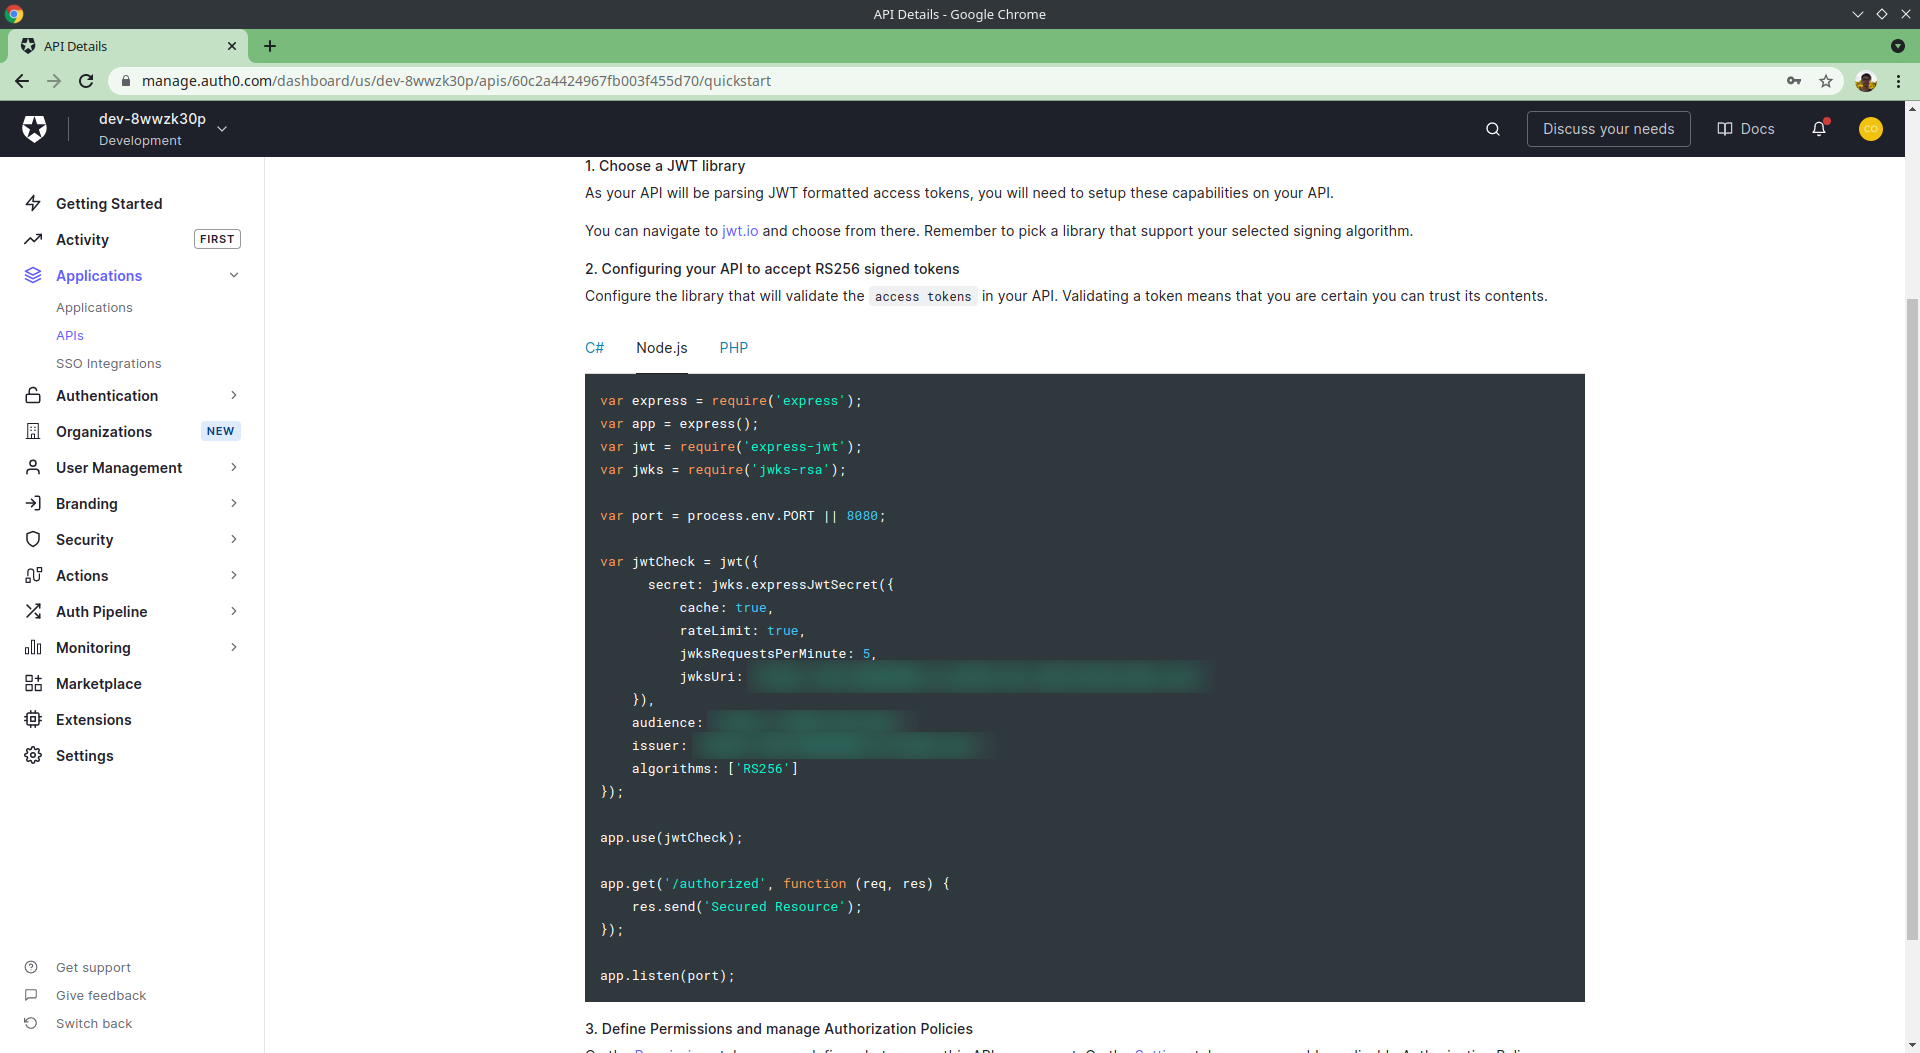 API Details - Google Chrome
API Details
manage.auth0.com/dashboard/us/dev-8wwzk30p/apis/60c2a4424967fb003f455d70/quickstart
dev-8wwzk30p
Development
Discuss your needs
Docs
CO
Getting Started
Activity
FIRST
Applications
Applications
APIs
SSO Integrations
Authentication
Organizations
NEW
User Management
Branding
Security
Actions
Auth Pipeline
Monitoring
Marketplace
Extensions
Settings
Get support
Give feedback
Switch back
1. Choose a JWT library
As your API will be parsing JWT formatted access tokens, you will need to setup these capabilities on your API.
You can navigate to jwt.io and choose from there. Remember to pick a library that support your selected signing algorithm.
2. Configuring your API to accept RS256 signed tokens
Configure the library that will validate the access tokens in your API. Validating a token means that you are certain you can trust its contents.
C# Node.js PHP
var express = require('express');
var app = express();
var jwt = require('express-jwt');
var jwks = require('jwks-rsa');
var port = process.env.PORT || 8080;
var jwtCheck = jwt({
secret: jwks.expressJwtSecret({
cache: true,
rateLimit: true,
jwksRequestsPerMinute: 5,
jwksUri:
}),
audience:
issuer:
algorithms: ['RS256']
});
app.use(jwtCheck);
app.get('/authorized', function (req, res) {
res.send('Secured Resource');
});
app.listen(port);
3. Define Permissions and manage Authorization Policies